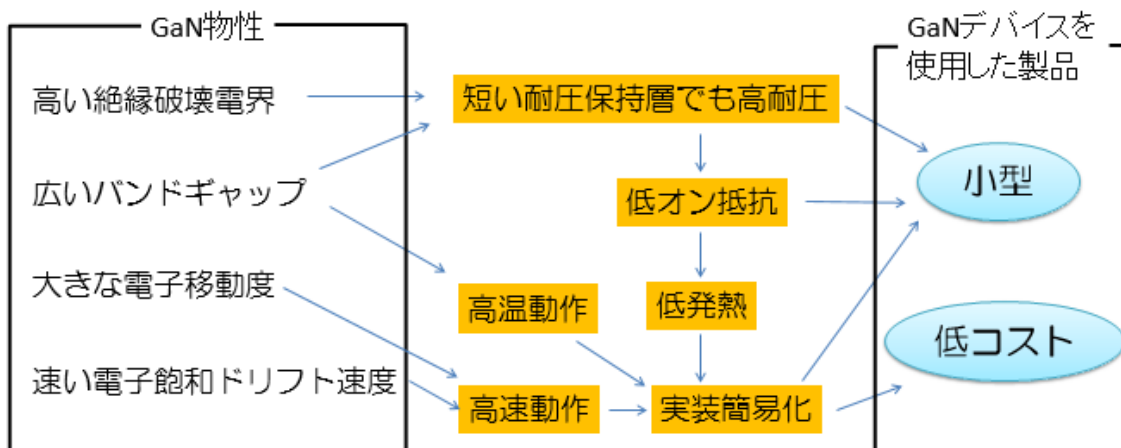 GaN物性
GaNデバイスを
使用した製品
高い絶縁破壊電界
短い耐圧保持層でも高耐圧
広いバンドギャップ
低オン抵抗
小型
大きな電子移動度
高温動作
低発熱
低コスト
速い電子飽和ドリフト速度
高速動作
実装簡易化